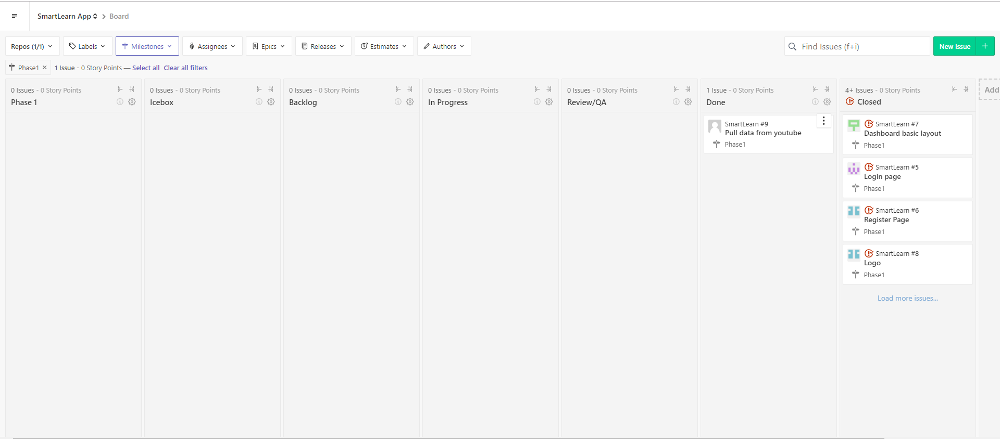 SmartLearn App > Board
Repos (1/1) Labels Milestones Assignees Epics Releases Estimates Authors Find Issues (f+i) New Issue +
Phase1 × 1 Issue - 0 Story Points — Select all Clear all filters
0 Issues - 0 Story Points
Phase 1
0 Issues - 0 Story Points
Icebox
0 Issues - 0 Story Points
Backlog
0 Issues - 0 Story Points
In Progress
0 Issues - 0 Story Points
Review/QA
1 Issue - 0 Story Points
Done
SmartLearn #9
Pull data from youtube
Phase1
4+ Issues - 0 Story Points
Closed
SmartLearn #7
Dashboard basic layout
Phase1
SmartLearn #5
Login page
Phase1
SmartLearn #6
Register Page
Phase1
SmartLearn #8
Logo
Phase1
Load more issues...
Add